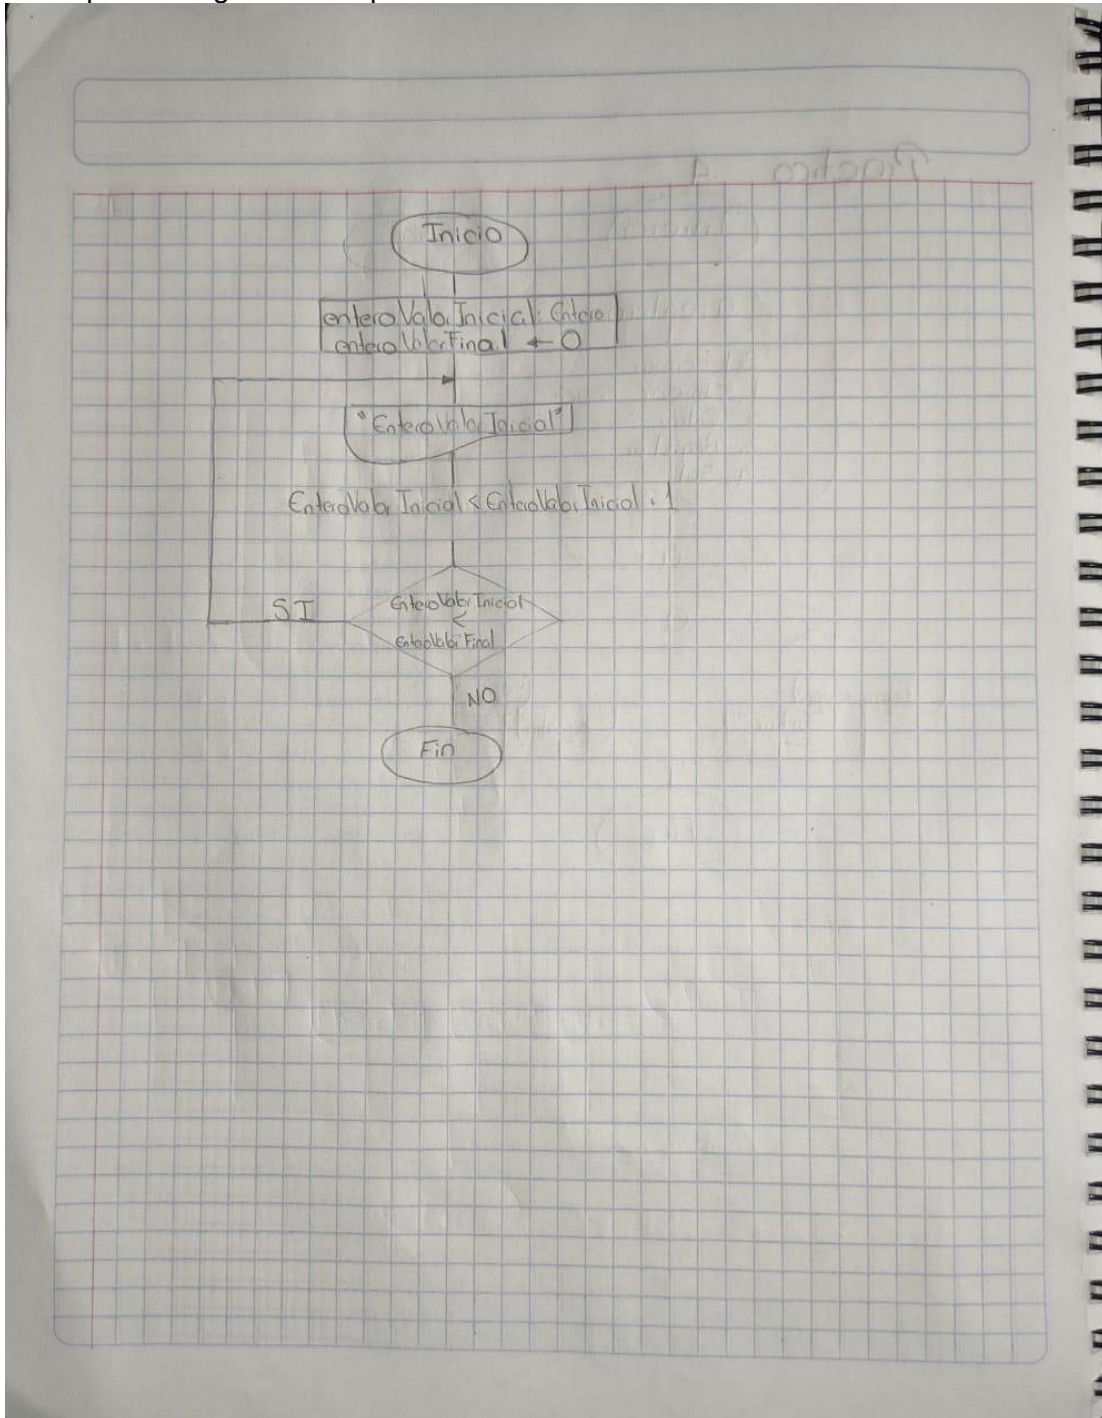 Inicio
enteroValorInicial: Entero
enteroValorFinal ← 0
"EnteroValorInicial"
EnteroValorInicial < EnteroValorInicial . 1
EnteroValorInicial
<
SI
EnteroValorFinal
NO
Fin